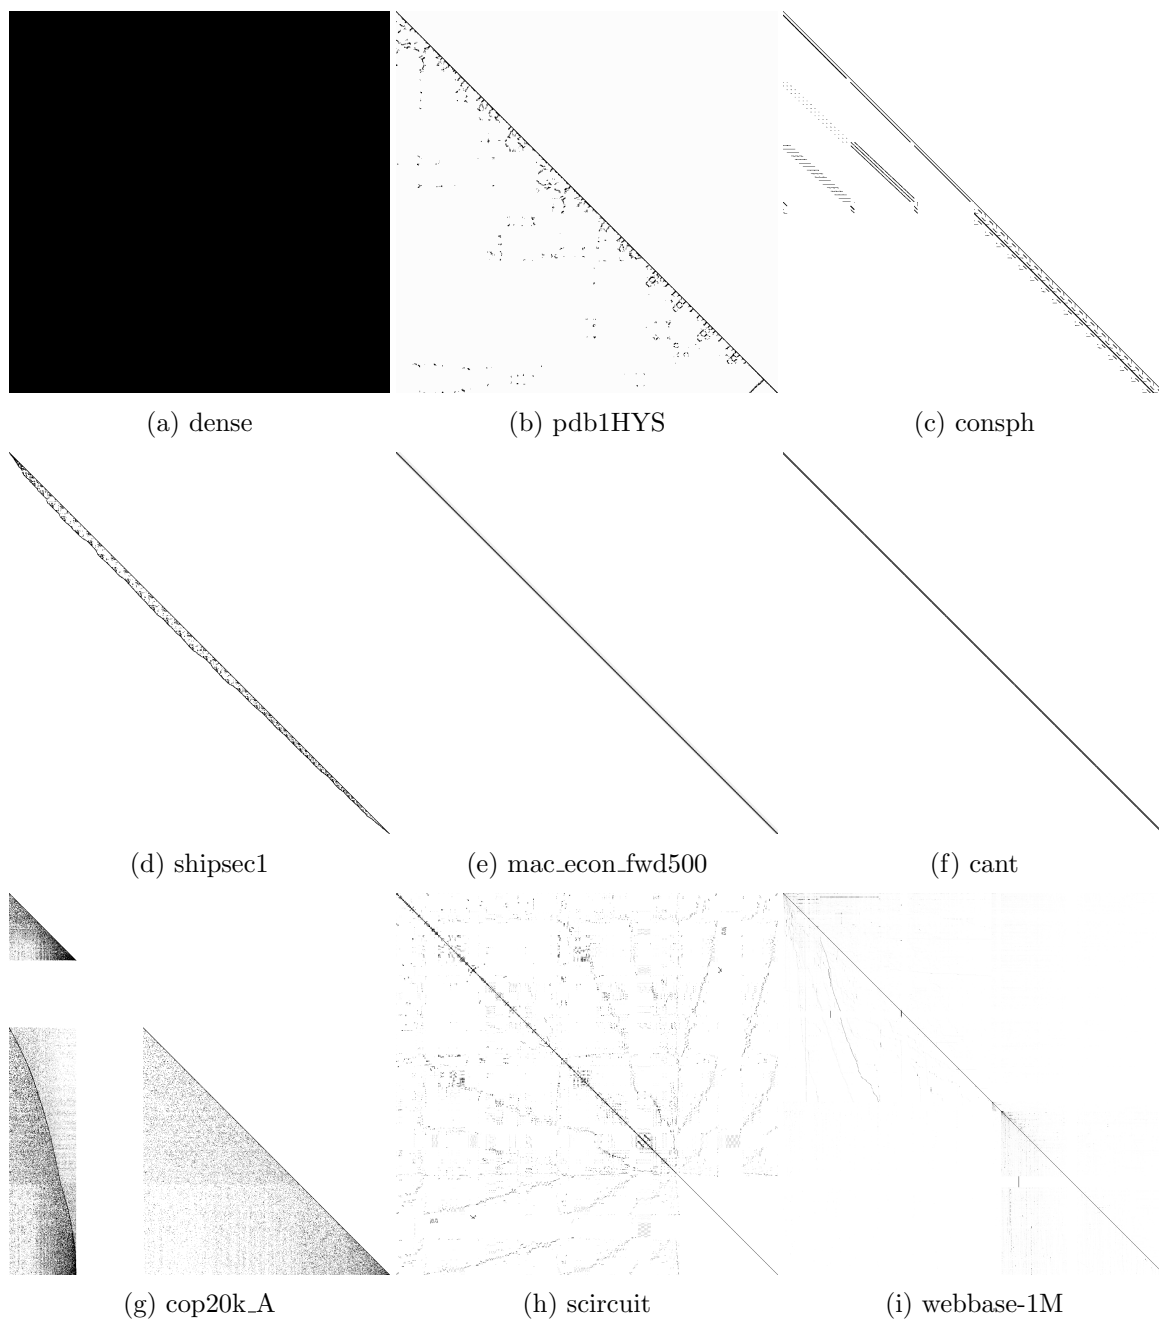 (a) dense
(b) pdb1HYS
(c) consph
(d) shipsec1
(e) mac_econ_fwd500
(f) cant
(g) cop20k_A
(h) scircuit
(i) webbase-1M